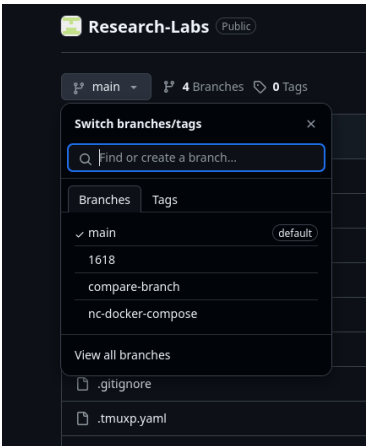 Research-Labs Public
main 4 Branches 0 Tags
Switch branches/tags
Find or create a branch...
Branches Tags
main default
1618
compare-branch
nc-docker-compose
View all branches
.gitignore
.tmuxp.yaml